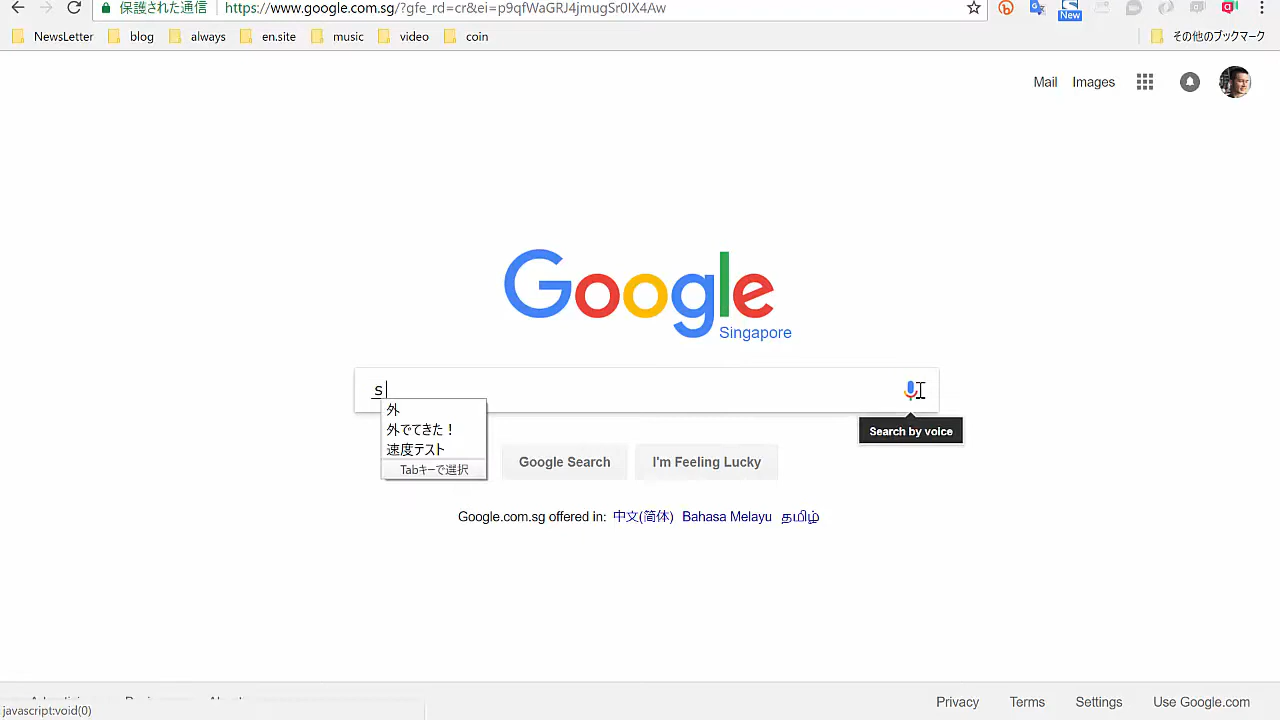 保護された通信 https://www.google.com.sg/?gfe_rd=cr&ei=p9qfWaGRJ4jmugSr0IX4Aw
New
NewsLetter blog always en.site music video coin その他のブックマーク
Mail Images
Google
Singapore
s
外
外でてきた！
速度テスト
Tabキーで選択
Search by voice
Google Search I'm Feeling Lucky
Google.com.sg offered in: 中文(简体) Bahasa Melayu தமிழ்
Privacy Terms Settings Use Google.com
javascript:void(0)